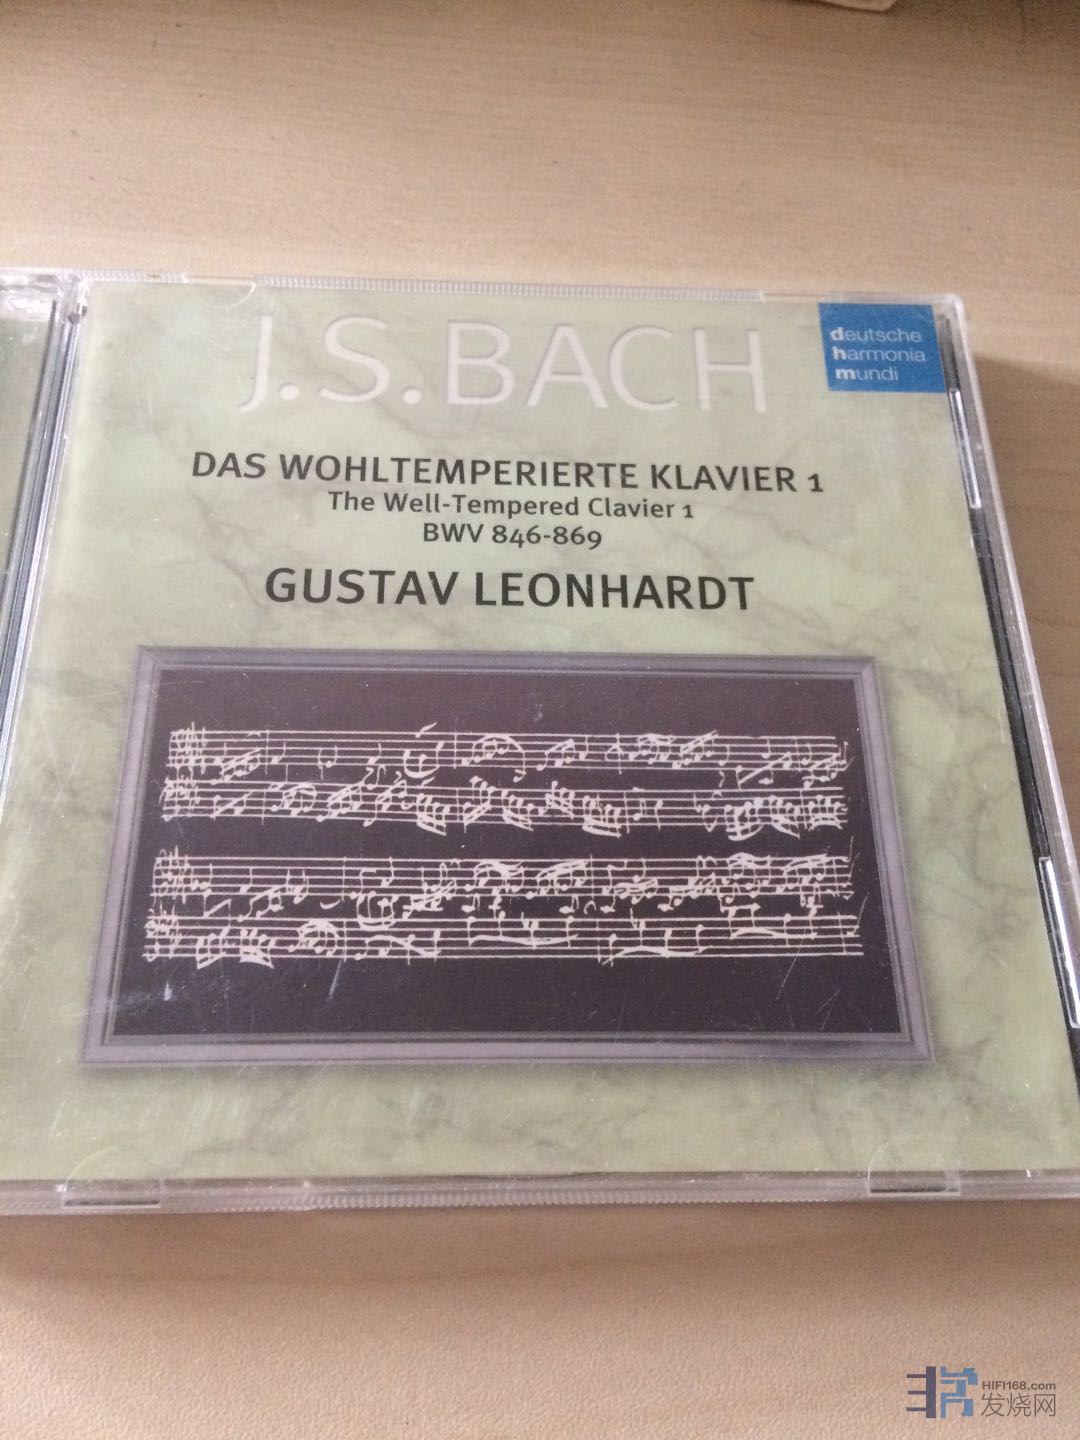 J.S.BACH
deutsche
harmonia
mundi
DAS WOHLTEMPERIERTE KLAVIER 1
The Well-Tempered Clavier 1
BWV 846-869
GUSTAV LEONHARDT
HIFI168.com
发烧网